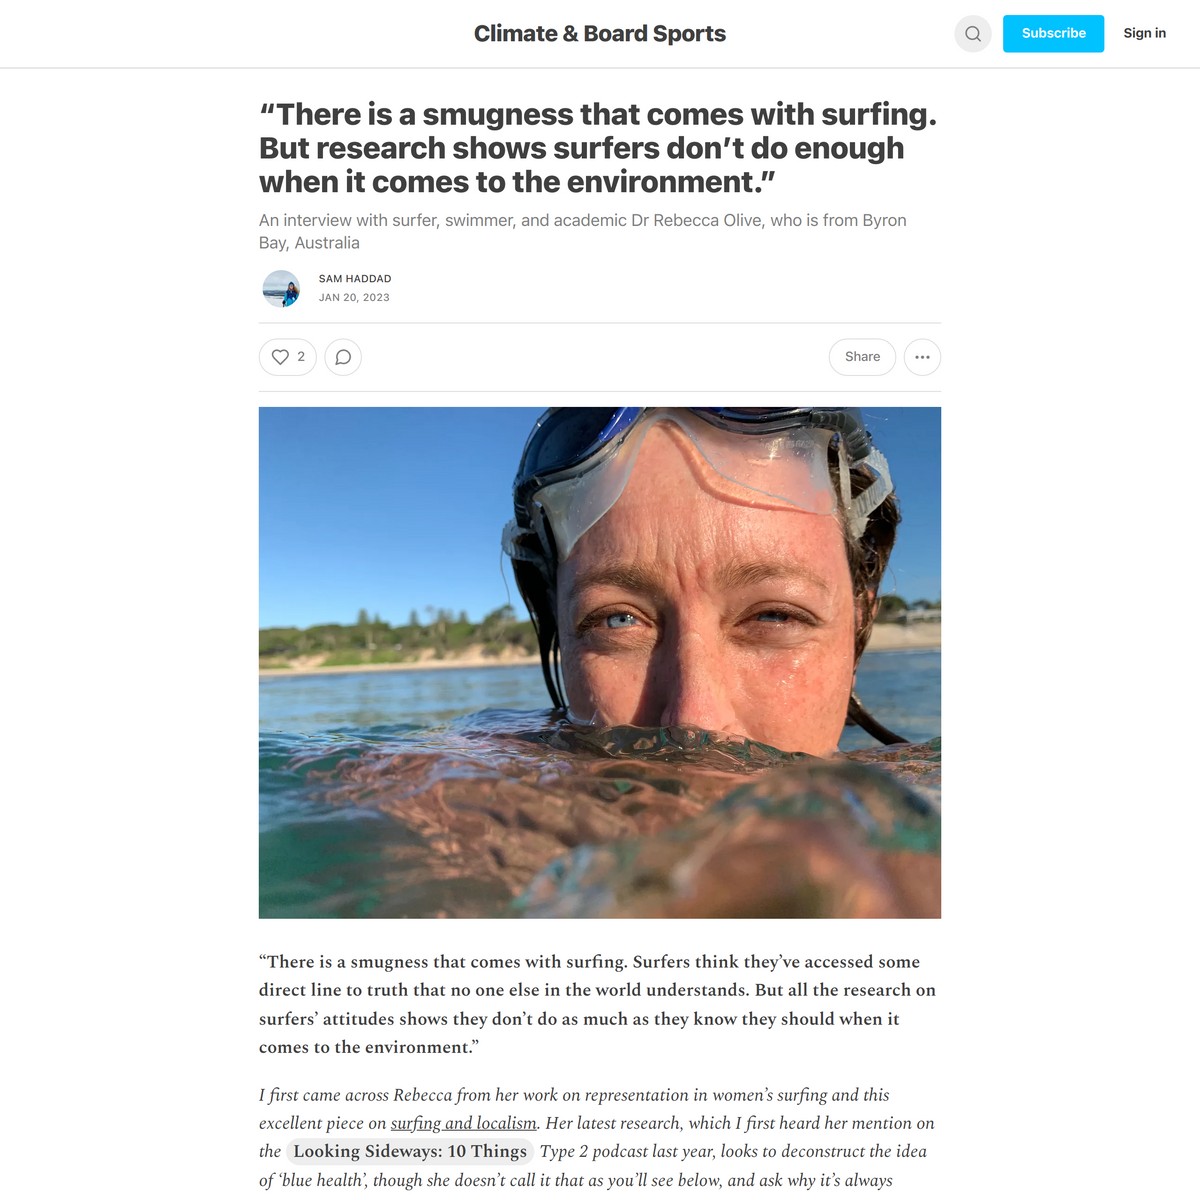 Climate & Board Sports
Subscribe
Sign in
“There is a smugness that comes with surfing.
But research shows surfers don’t do enough
when it comes to the environment.”
An interview with surfer, swimmer, and academic Dr Rebecca Olive, who is from Byron
Bay, Australia
SAM HADDAD
JAN 20, 2023
2
Share
“There is a smugness that comes with surfing. Surfers think they’ve accessed some
direct line to truth that no one else in the world understands. But all the research on
surfers’ attitudes shows they don’t do as much as they know they should when it
comes to the environment.”
I first came across Rebecca from her work on representation in women’s surfing and this
excellent piece on surfing and localism. Her latest research, which I first heard her mention on
the Looking Sideways: 10 Things Type 2 podcast last year, looks to deconstruct the idea
of ‘blue health’, though she doesn’t call it that as you’ll see below, and ask why it’s always